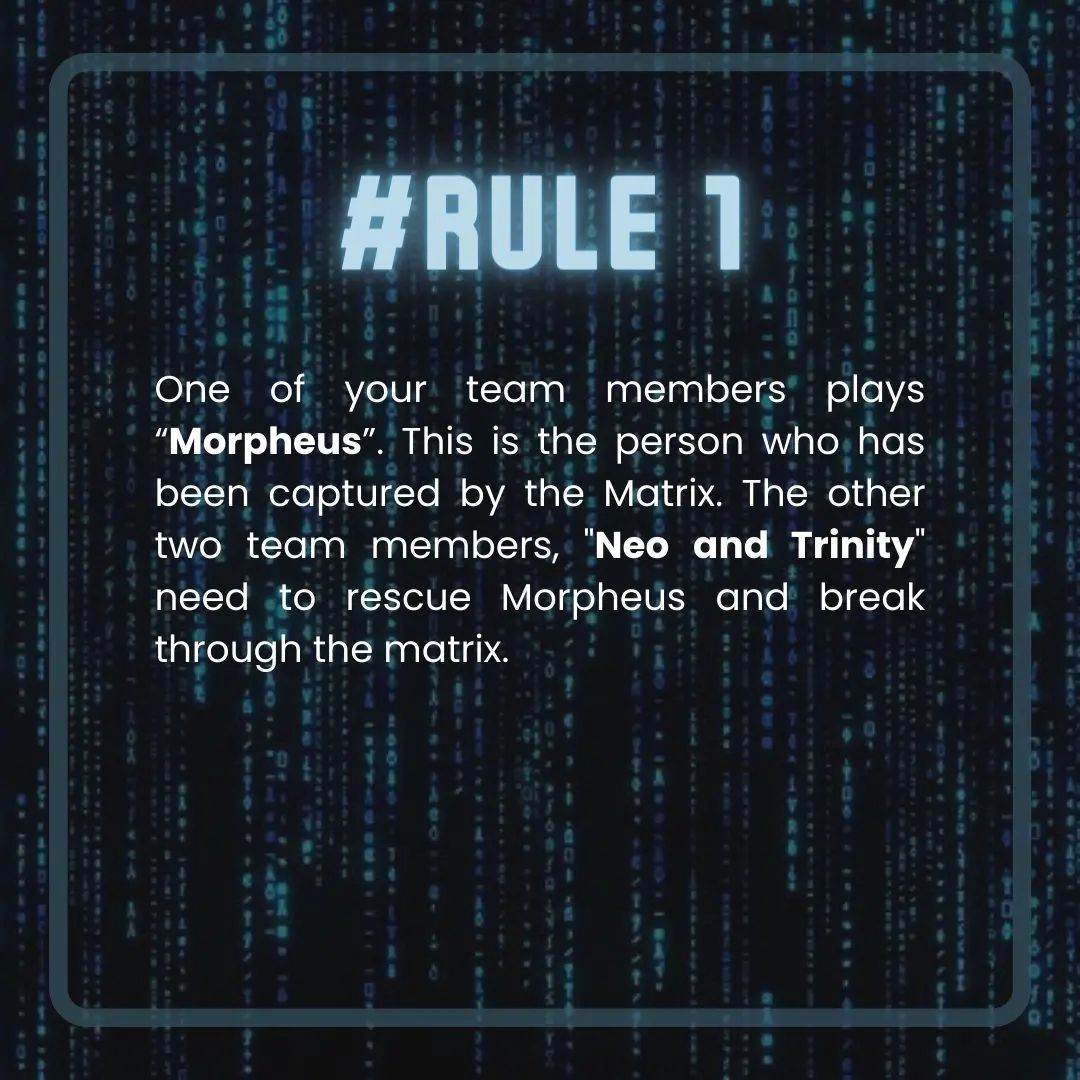 #RULE 1
One of your team members plays
“Morpheus”. This is the person who has
been captured by the Matrix. The other
two team members, "Neo and Trinity"
need to rescue Morpheus and break
through the matrix.